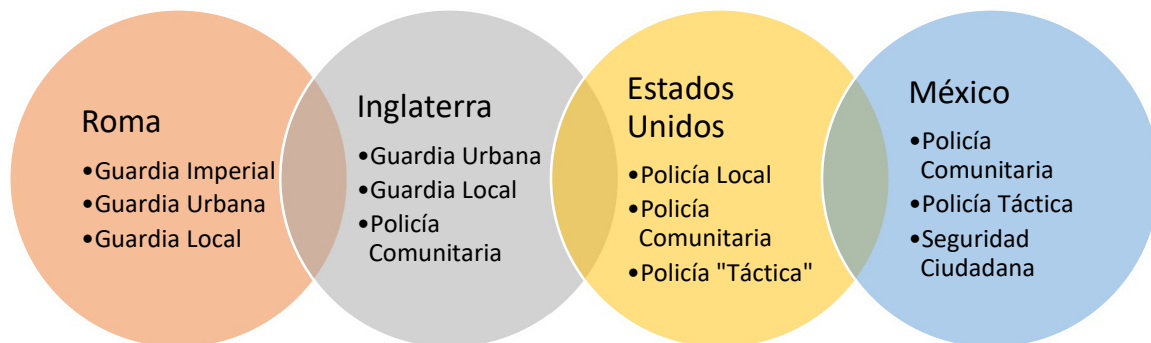 Roma
•Guardia Imperial
•Guardia Urbana
•Guardia Local
Inglaterra
•Guardia Urbana
•Guardia Local
•Policía
Comunitaria
Estados
Unidos
•Policía Local
•Policía
Comunitaria
•Policía "Táctica"
México
•Policía
Comunitaria
•Policía Táctica
•Seguridad
Ciudadana